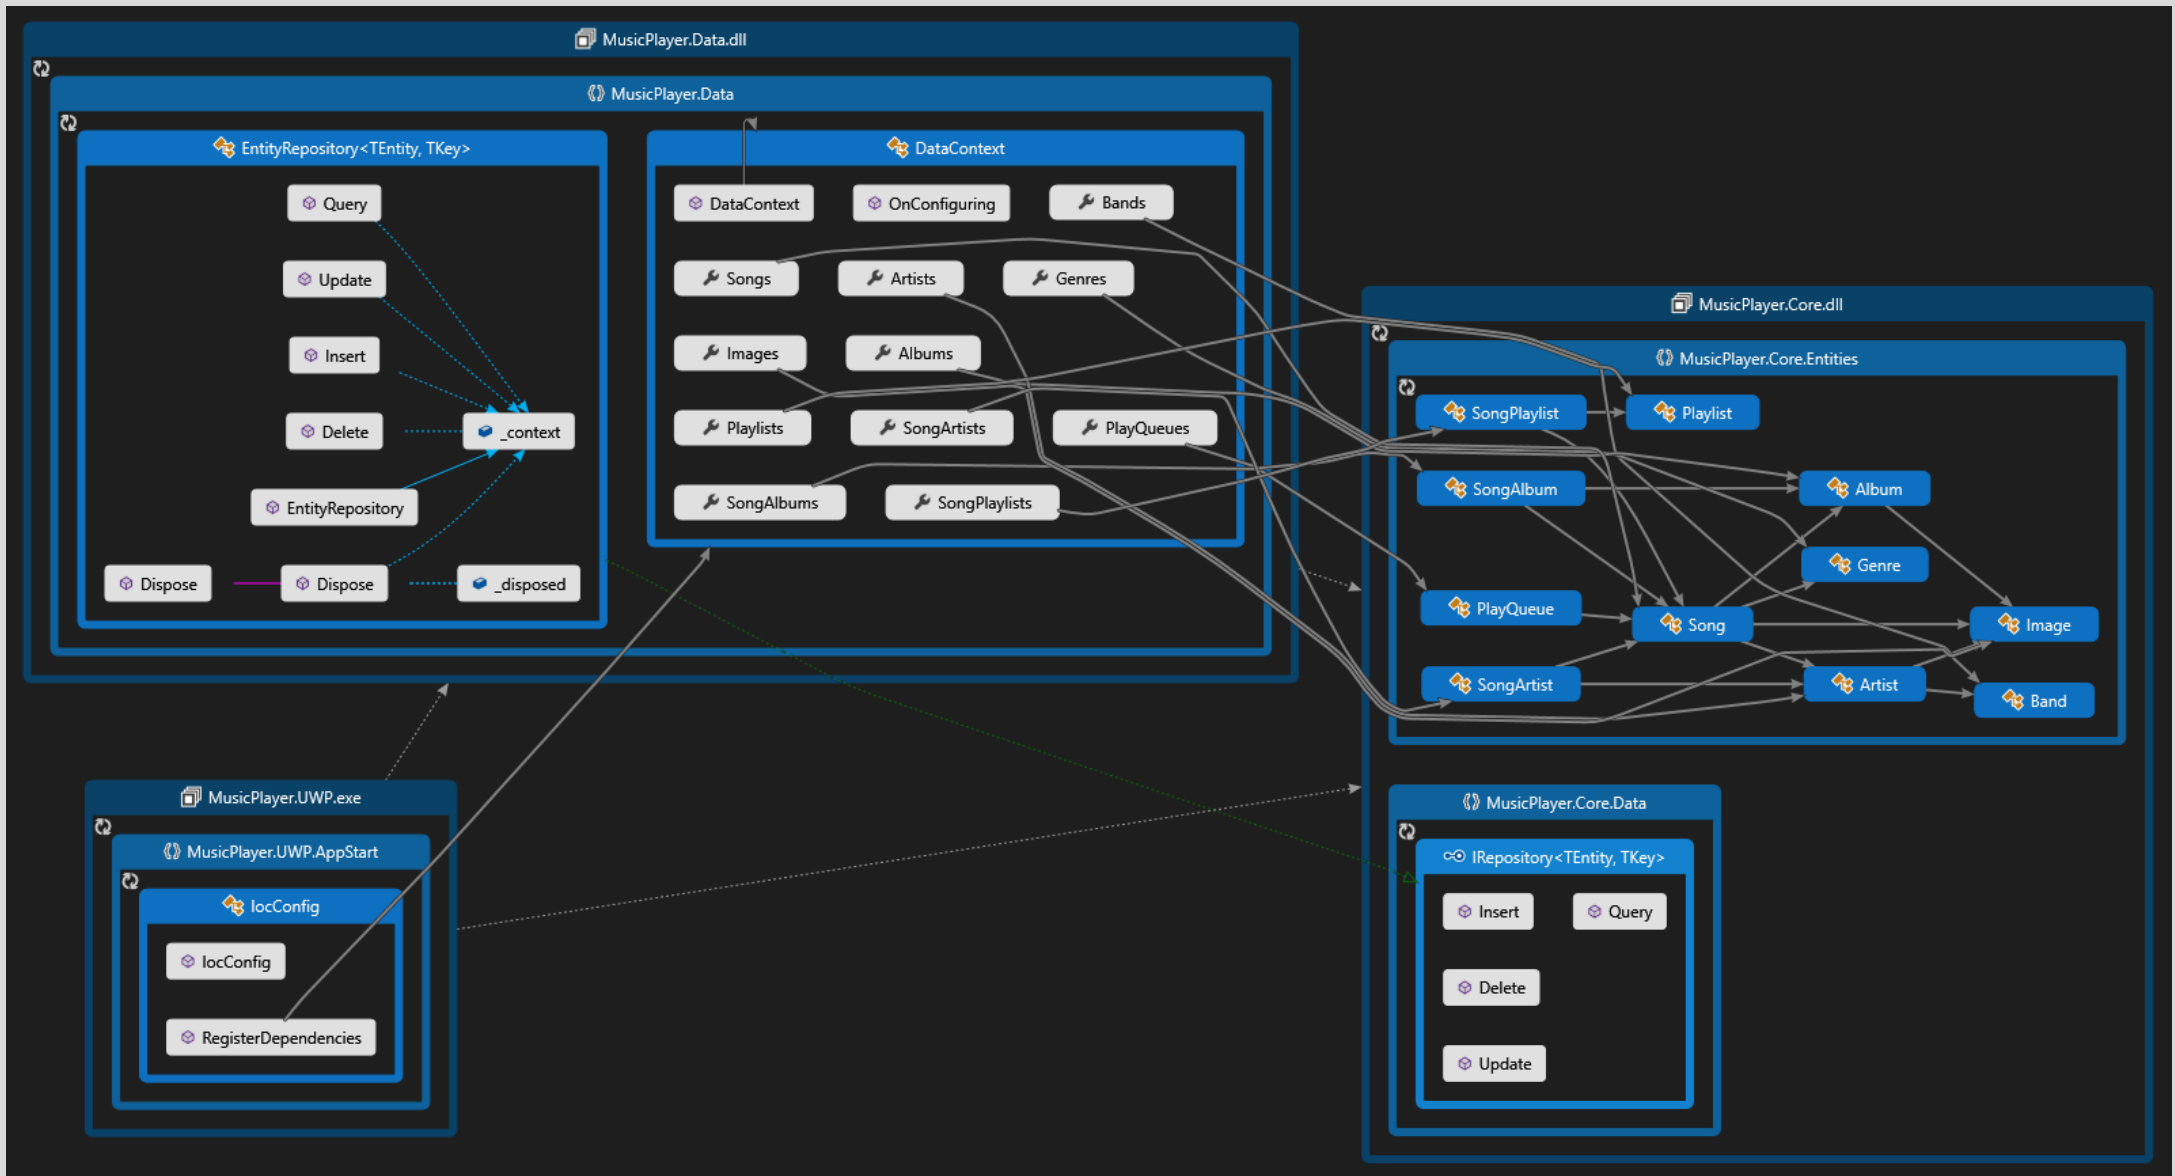 MusicPlayer.Data.dll
MusicPlayer.Data
EntityRepository<TEntity, TKey>
Query
Update
Insert
Delete
_context
EntityRepository
Dispose
Dispose
_disposed
DataContext
DataContext
OnConfiguring
Bands
Songs
Artists
Genres
Images
Albums
Playlists
SongArtists
PlayQueues
SongAlbums
SongPlaylists
MusicPlayer.Core.dll
MusicPlayer.Core.Entities
SongPlaylist
Playlist
SongAlbum
Album
Genre
PlayQueue
Song
Image
SongArtist
Artist
Band
MusicPlayer.UWP.exe
MusicPlayer.UWP.AppStart
IocConfig
IocConfig
RegisterDependencies
MusicPlayer.Core.Data
IRepository<TEntity, TKey>
Insert
Query
Delete
Update